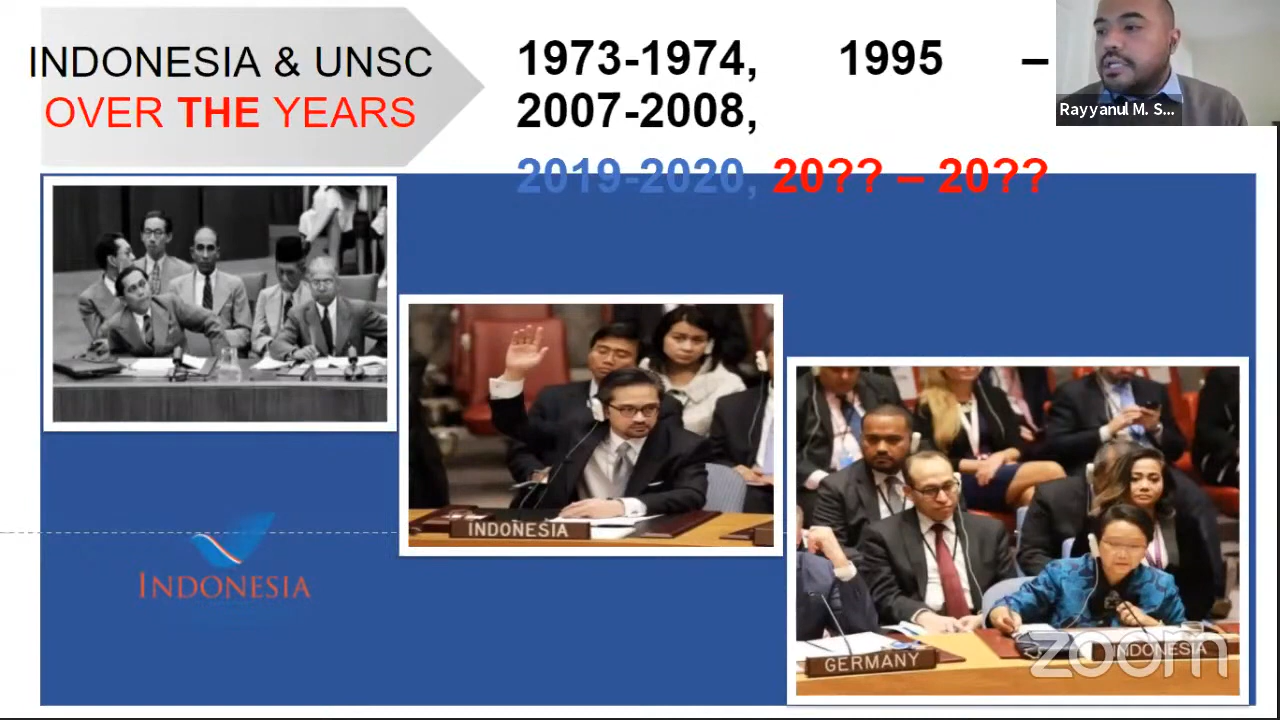 INDONESIA & UNSC
OVER THE YEARS
1973-1974, 1995 –
2007-2008,
2019-2020, 20?? – 20??
Rayyanul M. S...
INDONESIA
INDONESIA
GERMANY
INDONESIA
zoom